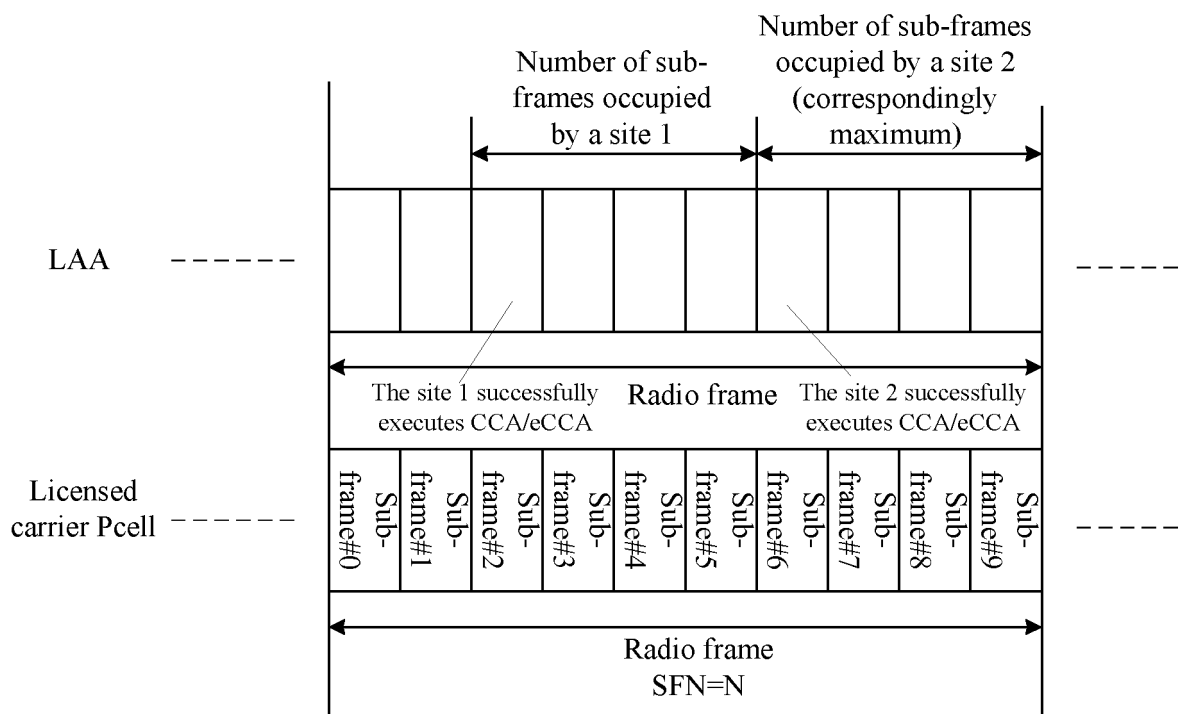 Number of sub-frames
occupied by a site 2
(correspondingly
maximum)
Number of sub-
frames occupied
by a site 1
LAA
Radio frame
The site 1 successfully
executes CCA/eCCA
The site 2 successfully
executes CCA/eCCA
Licensed
carrier Pcell
Sub-
frame#0
Sub-
frame#1
Sub-
frame#2
Sub-
frame#3
Sub-
frame#4
Sub-
frame#5
Sub-
frame#6
Sub-
frame#7
Sub-
frame#8
Sub-
frame#9
Radio frame
SFN=N